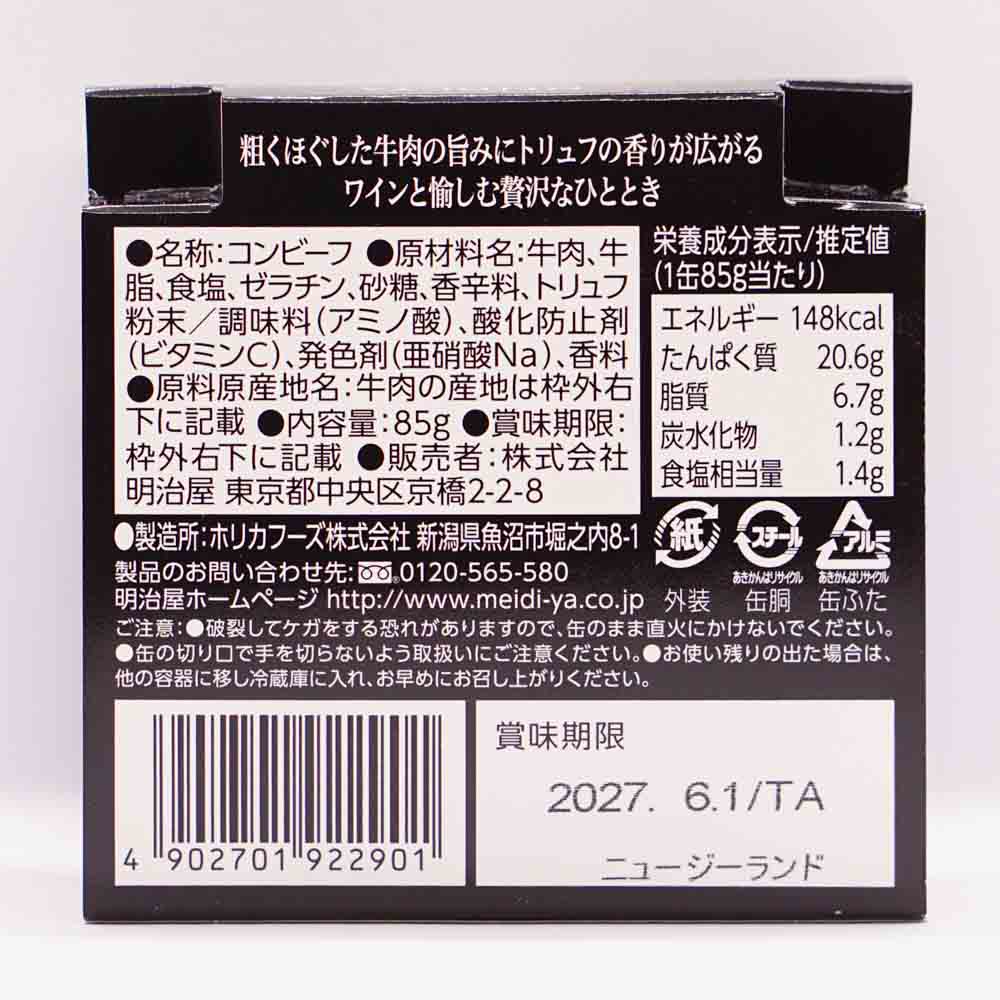 粗くほぐした牛肉の旨みにトリュフの香りが広がる
ワインと愉しむ贅沢なひととき
●名称:コンビーフ ●原材料名:牛肉、牛
脂、食塩、ゼラチン、砂糖、香辛料、トリュフ
粉末／調味料(アミノ酸)、酸化防止剤
(ビタミンC)、発色剤(亜硝酸Na)、香料
●原料原産地名:牛肉の産地は枠外右
下に記載 ●内容量:85g ●賞味期限:
枠外右下に記載 ●販売者:株式会社
明治屋 東京都中央区京橋2-2-8
栄養成分表示/推定値
(1缶85g当たり)
エネルギー 148kcal
たんぱく質 20.6g
脂質 6.7g
炭水化物 1.2g
食塩相当量 1.4g
●製造所:ホリカフーズ株式会社 新潟県魚沼市堀之内8-1
製品のお問い合わせ先:0120-565-580
明治屋ホームページ http://www.meidi-ya.co.jp
紙 スチール アルミ
あきかんはリサイクル あきかんはリサイクル
外装 缶胴 缶ふた
ご注意:●破裂してケガをする恐れがありますので、缶のまま直火にかけないでください。
●缶の切り口で手を切らないよう取扱いにご注意ください。●お使い残りの出た場合は、
他の容器に移し冷蔵庫に入れ、お早めにお召し上がりください。
4 902701 922901
賞味期限
2027. 6.1/TA
ニュージーランド